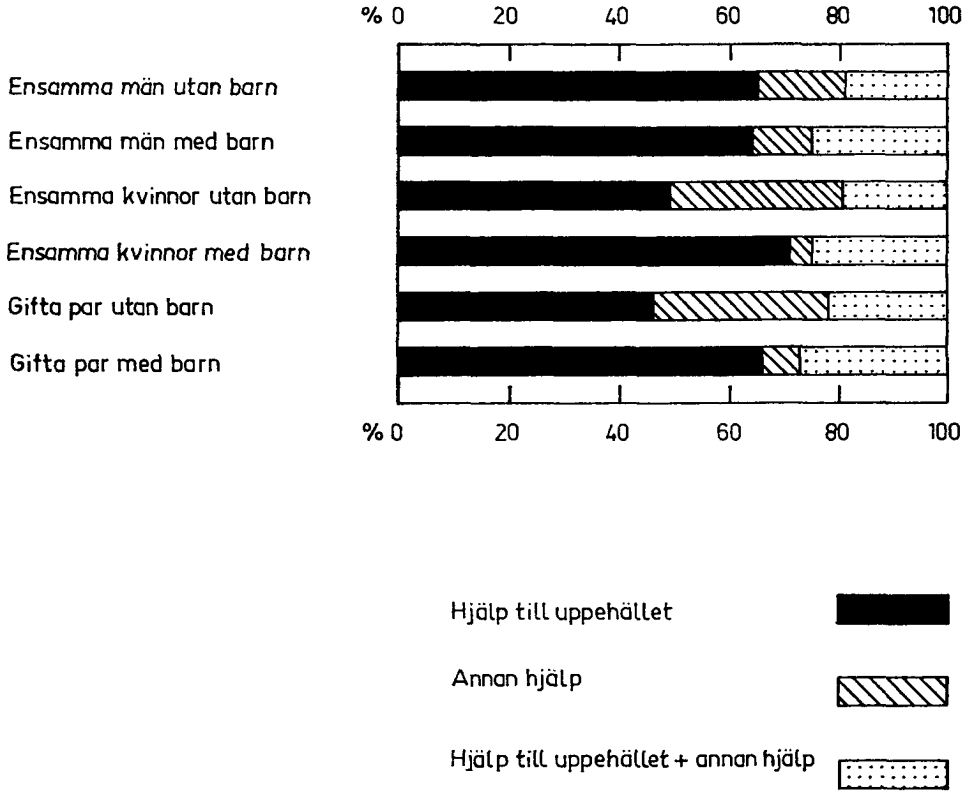 % 0 20 40 60 80 100
Ensamma män utan barn
Ensamma män med barn
Ensamma kvinnor utan barn
Ensamma kvinnor med barn
Gifta par utan barn
Gifta par med barn
% 0 20 40 60 80 100
Hjälp till uppehället
Annan hjälp
Hjälp till uppehället + annan hjälp